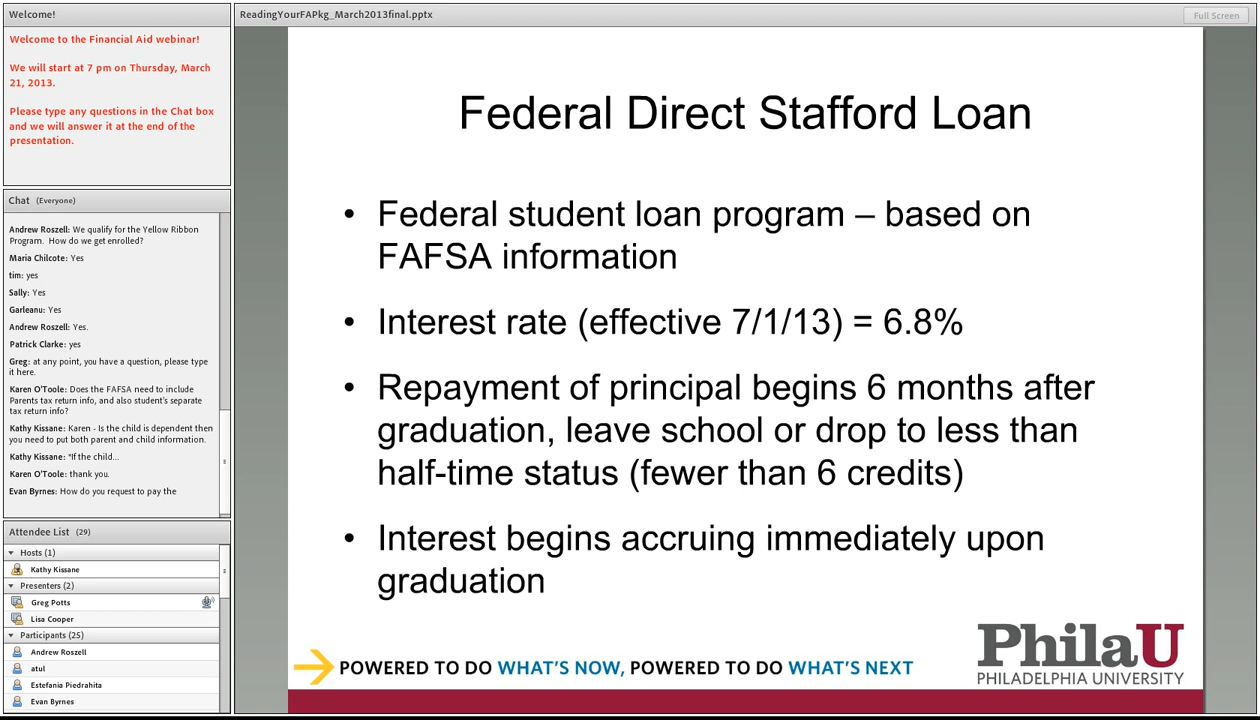 Welcome!
Welcome to the Financial Aid webinar!
We will start at 7 pm on Thursday, March
21, 2013.
Please type any questions in the Chat box
and we will answer it at the end of the
presentation.
Chat (Everyone)
Andrew Roszell: We qualify for the Yellow Ribbon
Program. How do we get enrolled?
Maria Chilcote: Yes
tim: yes
Sally: Yes
Garleanu: Yes
Andrew Roszell: Yes.
Patrick Clarke: yes
Greg: at any point, you have a question, please type
it here.
Karen O'Toole: Does the FAFSA need to include
Parents tax return info, and also student's separate
tax return info?
Kathy Kissane: Karen - Is the child is dependent then
you need to put both parent and child information.
Kathy Kissane: *If the child...
Karen O'Toole: thank you.
Evan Byrnes: How do you request to pay the
Attendee List (29)
Hosts (1)
Kathy Kissane
Presenters (2)
Greg Potts
Lisa Cooper
Participants (25)
Andrew Roszell
atul
Estefania Piedrahita
Evan Byrnes
ReadingYourFAPkg_March2013final.pptx
Full Screen
Federal Direct Stafford Loan
• Federal student loan program – based on
FAFSA information
• Interest rate (effective 7/1/13) = 6.8%
• Repayment of principal begins 6 months after
graduation, leave school or drop to less than
half-time status (fewer than 6 credits)
• Interest begins accruing immediately upon
graduation
POWERED TO DO WHAT'S NOW, POWERED TO DO WHAT'S NEXT
PhilaU
PHILADELPHIA UNIVERSITY